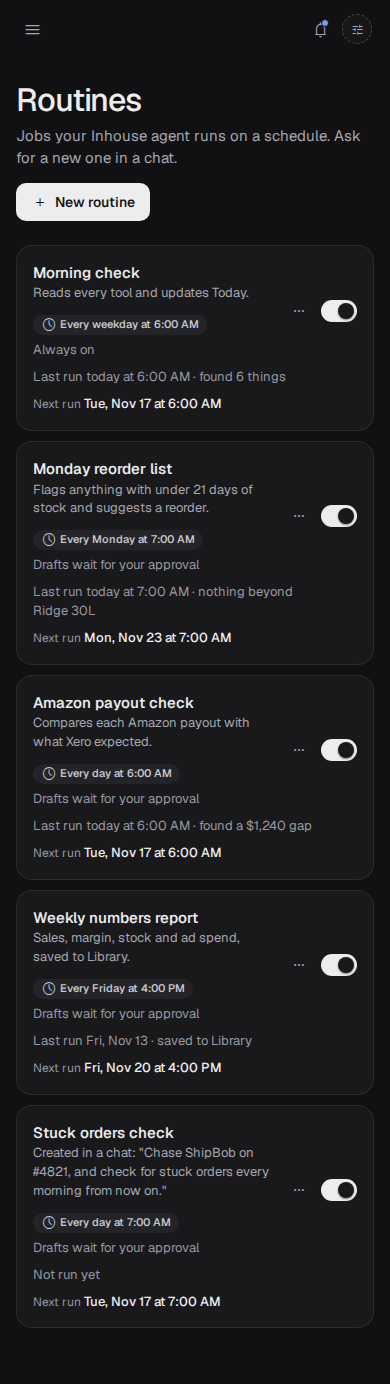 Routines
Jobs your Inhouse agent runs on a schedule. Ask
for a new one in a chat.
+ New routine
Morning check
Reads every tool and updates Today.
Every weekday at 6:00 AM
Always on
Last run today at 6:00 AM · found 6 things
Next run Tue, Nov 17 at 6:00 AM
Monday reorder list
Flags anything with under 21 days of
stock and suggests a reorder.
Every Monday at 7:00 AM
Drafts wait for your approval
Last run today at 7:00 AM · nothing beyond
Ridge 30L
Next run Mon, Nov 23 at 7:00 AM
Amazon payout check
Compares each Amazon payout with
what Xero expected.
Every day at 6:00 AM
Drafts wait for your approval
Last run today at 6:00 AM · found a $1,240 gap
Next run Tue, Nov 17 at 6:00 AM
Weekly numbers report
Sales, margin, stock and ad spend,
saved to Library.
Every Friday at 4:00 PM
Drafts wait for your approval
Last run Fri, Nov 13 · saved to Library
Next run Fri, Nov 20 at 4:00 PM
Stuck orders check
Created in a chat: "Chase ShipBob on
#4821, and check for stuck orders every
morning from now on."
Every day at 7:00 AM
Drafts wait for your approval
Not run yet
Next run Tue, Nov 17 at 7:00 AM